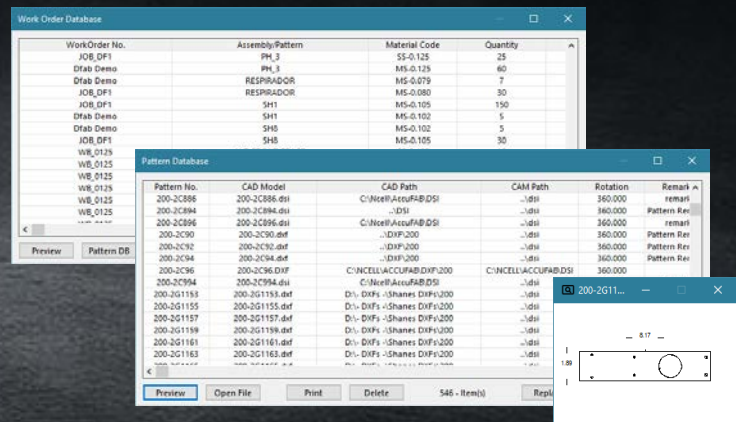 Work Order Database
WorkOrder No. Assembly/Pattern Material Code Quantity
JOB_DF1 PH_3 SS-0.125 25
Dfab Demo PH_3 MS-0.125 60
Dfab Demo RESPIRADOR MS-0.079 7
JOB_DF1 RESPIRADOR MS-0.080 30
JOB_DF1 SH1 MS-0.105 150
Dfab Demo SH1 MS-0.102 5
Dfab Demo SH8 MS-0.102 5
JOB_DF1 SH8 MS-0.105 30
WB_0125
WB_0125
WB_0125
WB_0125
WB_0125
WB_0125
Preview Pattern DB
Pattern Database
Pattern No. CAD Model CAD Path CAM Path Rotation Remark
200-2C886 200-2C886.dsi C:\Ncell\AccuFAB\DSI ..\dsi 360.000 remark
200-2C894 200-2C894.dsi ..\DSI ..\dsi 360.000 Pattern Rer
200-2C896 200-2C896.dsi C:\Ncell\AccuFAB\DSI ..\dsi 360.000 remark
200-2C90 200-2C90.dxf ..\DXF\200 ..\dsi 360.000 Pattern Rer
200-2C92 200-2C92.dxf ..\DXF\200 ..\dsi 360.000 Pattern Rer
200-2C94 200-2C94.dxf ..\DXF\200 ..\dsi 360.000 Pattern Rer
200-2C96 200-2C96.DXF C:\NCELL\ACCUFAB\DXF\200 C:\NCELL\ACCUFAB\DSI 360.000
200-2C994 200-2C994.dsi C:\Ncell\AccuFAB\DSI ..\dsi 360.000
200-2G1153 200-2G1153.dxf D:\- DXFs -\Shanes DXFs\200 ..\dsi
200-2G1155 200-2G1155.dxf D:\- DXFs -\Shanes DXFs\200 ..\dsi
200-2G1157 200-2G1157.dxf D:\- DXFs -\Shanes DXFs\200 ..\dsi
200-2G1159 200-2G1159.dxf D:\- DXFs -\Shanes DXFs\200 ..\dsi
200-2G1161 200-2G1161.dxf D:\- DXFs -\Shanes DXFs\200 ..\dsi
200-2G1163 200-2G1163.dxf D:\- DXFs -\Shanes DXFs\200 ..\dsi
Preview Open File Print Delete 546 - Item(s) Repl
200-2G11...
8.17
1.89